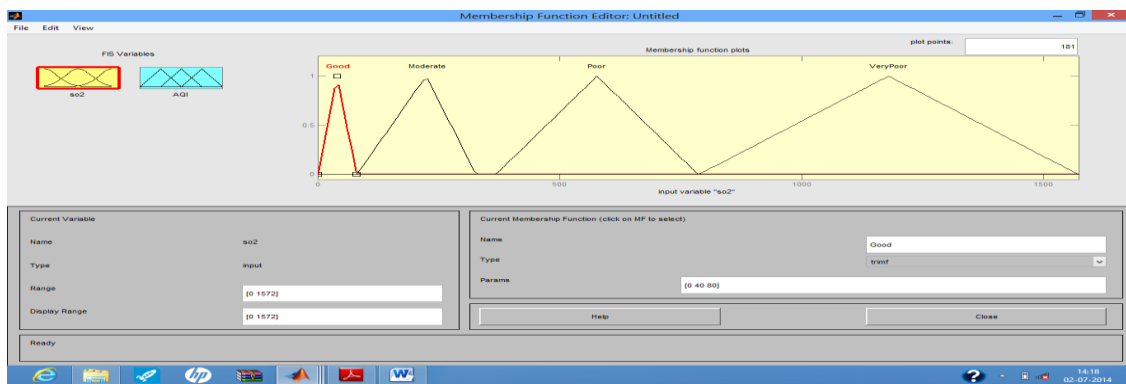 Membership Function Editor: Untitled
File Edit View
FIS Variables
so2
AQI
plot points:
181
Membership function plots
Good
Moderate
Poor
VeryPoor
1
0.5
0
0
500
1000
1500
input variable "so2"
Current Variable
Name so2
Type input
Range [0 1572]
Display Range [0 1572]
Current Membership Function (click on MF to select)
Name Good
Type trimf
Params [0 40 80]
Help
Close
Ready
14:18
02-07-2014